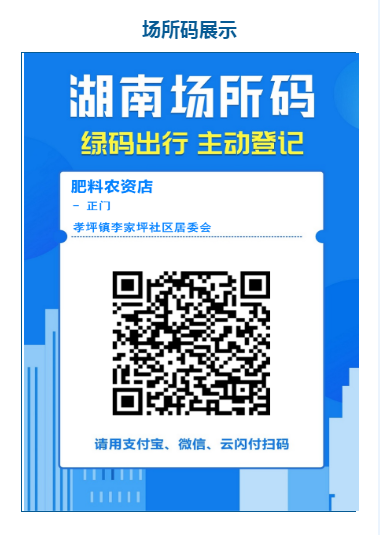 场所码展示
湖南场所码
绿码出行 主动登记
肥料农资店
- 正门
孝坪镇李家坪社区居委会
请用支付宝、微信、云闪付扫码